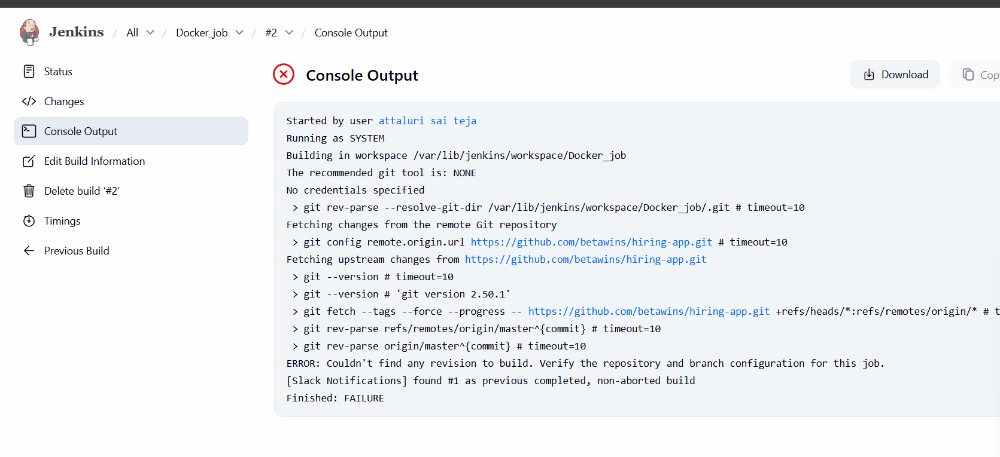 Jenkins / All / Docker_job / #2 / Console Output
Status
Changes
Console Output
Edit Build Information
Delete build ‘#2’
Timings
Previous Build
Console Output
Download
Started by user attaluri sai teja
Running as SYSTEM
Building in workspace /var/lib/jenkins/workspace/Docker_job
The recommended git tool is: NONE
No credentials specified
> git rev-parse --resolve-git-dir /var/lib/jenkins/workspace/Docker_job/.git # timeout=10
Fetching changes from the remote Git repository
> git config remote.origin.url https://github.com/betawins/hiring-app.git # timeout=10
Fetching upstream changes from https://github.com/betawins/hiring-app.git
> git --version # timeout=10
> git --version # 'git version 2.50.1'
> git fetch --tags --force --progress -- https://github.com/betawins/hiring-app.git +refs/heads/*:refs/remotes/origin/* #
> git rev-parse refs/remotes/origin/master^{commit} # timeout=10
> git rev-parse origin/master^{commit} # timeout=10
ERROR: Couldn't find any revision to build. Verify the repository and branch configuration for this job.
[Slack Notifications] found #1 as previous completed, non-aborted build
Finished: FAILURE